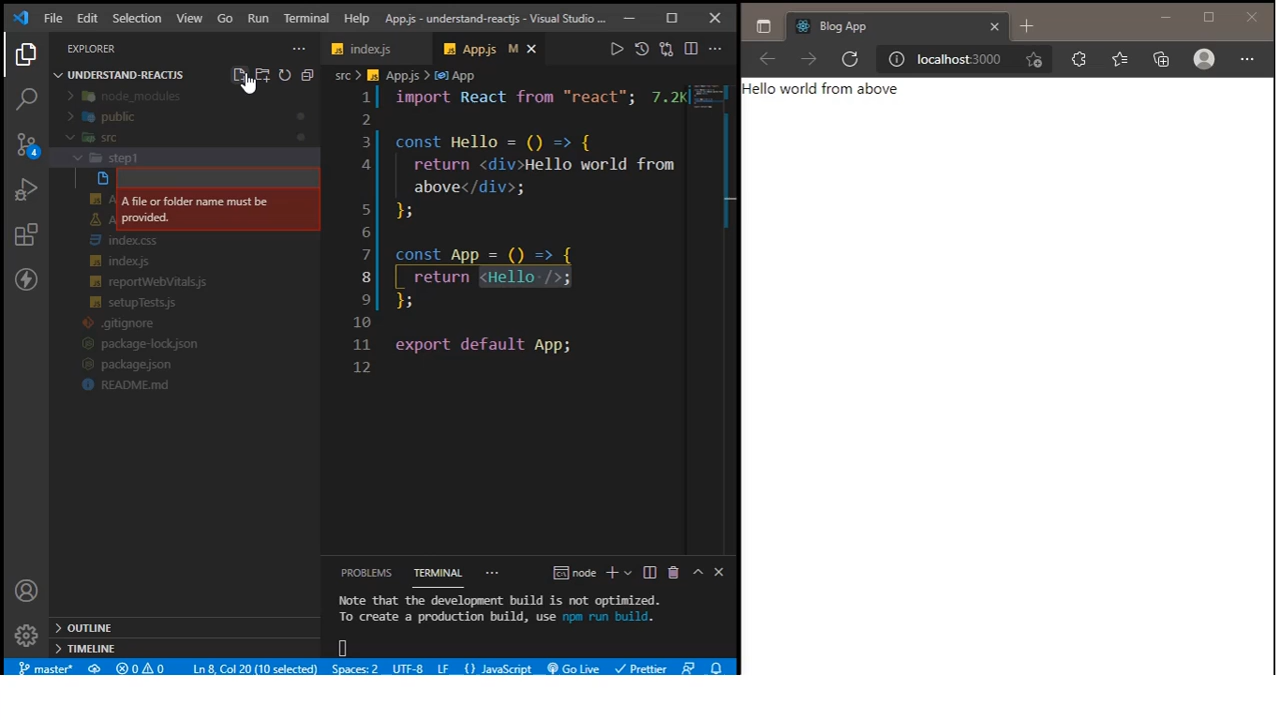 File Edit Selection View Go Run Terminal Help App.js - understand-reactjs - Visual Studio ...
EXPLORER
UNDERSTAND-REACTJS
node_modules
public
src
step1
A file or folder name must be
provided.
index.css
index.js
reportWebVitals.js
setupTests.js
.gitignore
package-lock.json
package.json
README.md
OUTLINE
TIMELINE
4
index.js App.js M
src > App.js > App
1 import React from "react"; 7.2K
2
3 const Hello = () => {
4 return <div>Hello world from
above</div>;
5 };
6
7 const App = () => {
8 return <Hello />;
9 };
10
11 export default App;
12
PROBLEMS TERMINAL ... node
Note that the development build is not optimized.
To create a production build, use npm run build.
master* 0 0 Ln 8, Col 20 (10 selected) Spaces: 2 UTF-8 LF { } JavaScript Go Live Prettier
Blog App
localhost:3000
Hello world from above